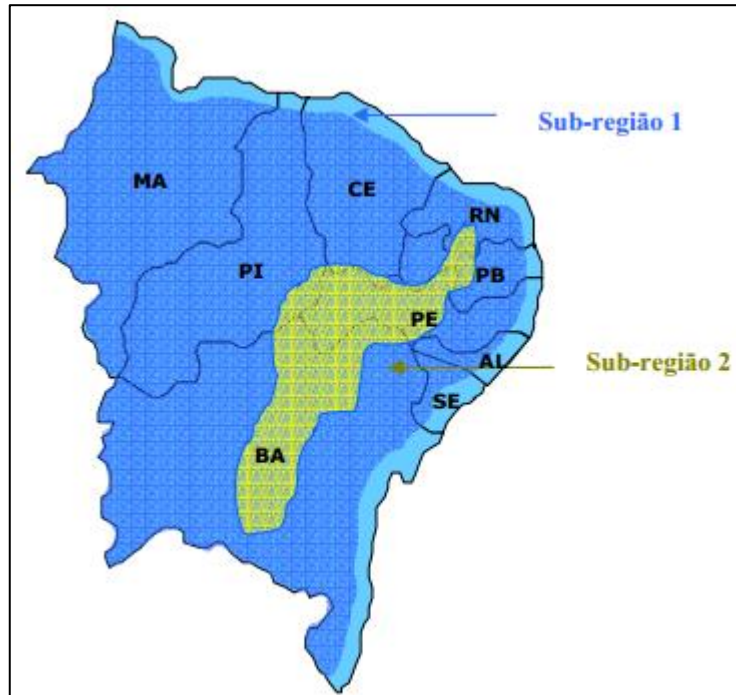 Sub-região 1
MA
CE
RN
PI
PB
PE
AL
Sub-região 2
SE
BA